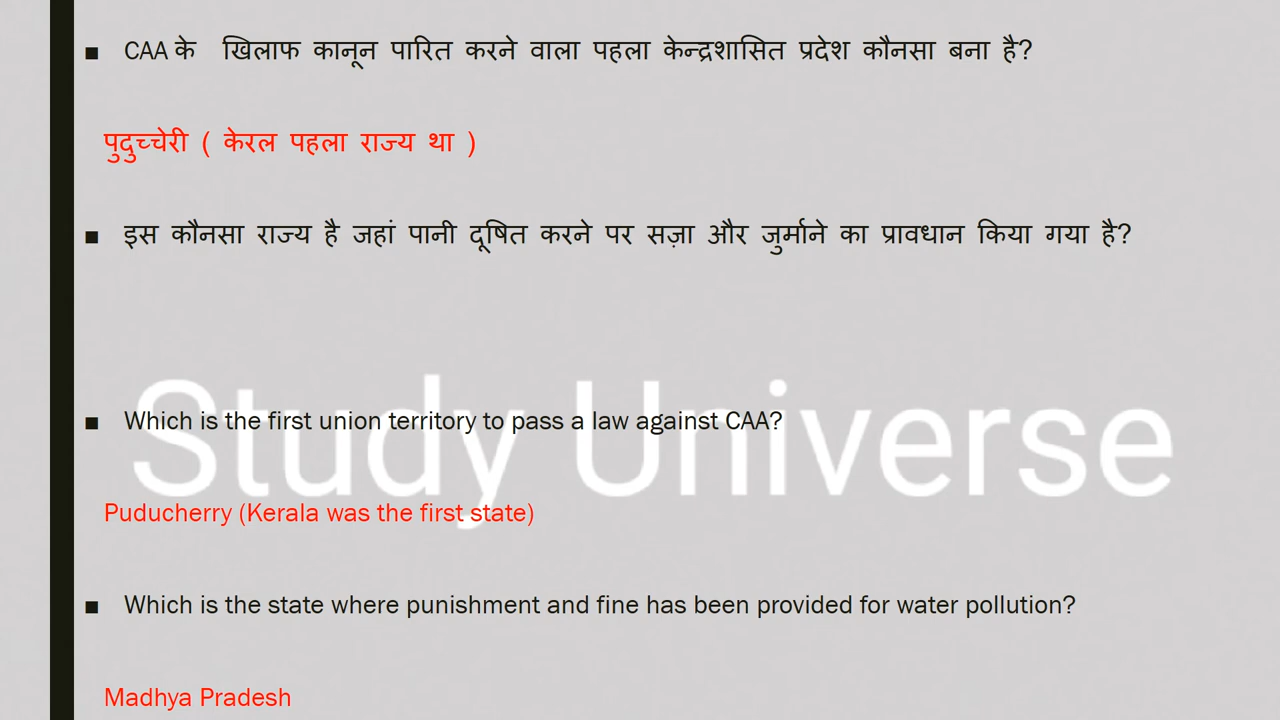 ■ CAA के खिलाफ कानून पारित करने वाला पहला केन्द्रशासित प्रदेश कौनसा बना है?
पुदुच्चेरी ( केरल पहला राज्य था )
■ इस कौनसा राज्य है जहां पानी दूषित करने पर सज़ा और जुर्माने का प्रावधान किया गया है?
Study Universe
■ Which is the first union territory to pass a law against CAA?
Puducherry (Kerala was the first state)
■ Which is the state where punishment and fine has been provided for water pollution?
Madhya Pradesh